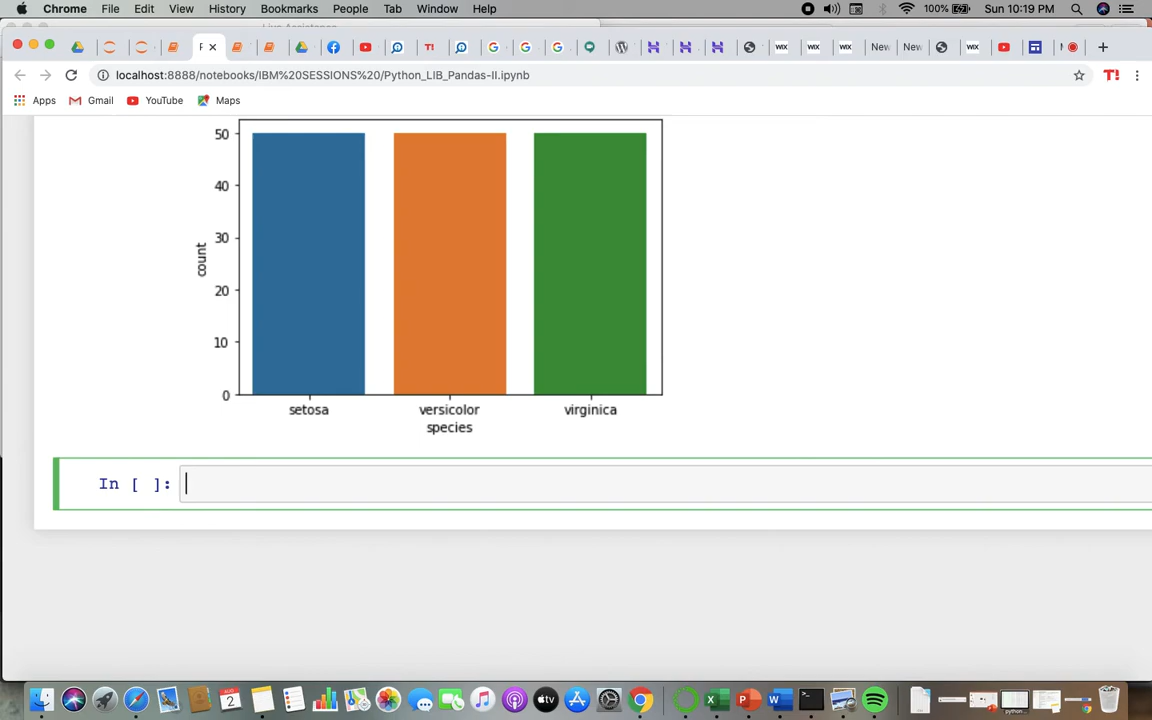 Chrome File Edit View History Bookmarks People Tab Window Help 100% Sun 10:19 PM
New New
localhost:8888/notebooks/IBM%20SESSIONS%20/Python_LIB_Pandas-II.ipynb T!
Apps Gmail YouTube Maps
50
40
30
20
10
0
count
setosa versicolor virginica
species
In [ ]: